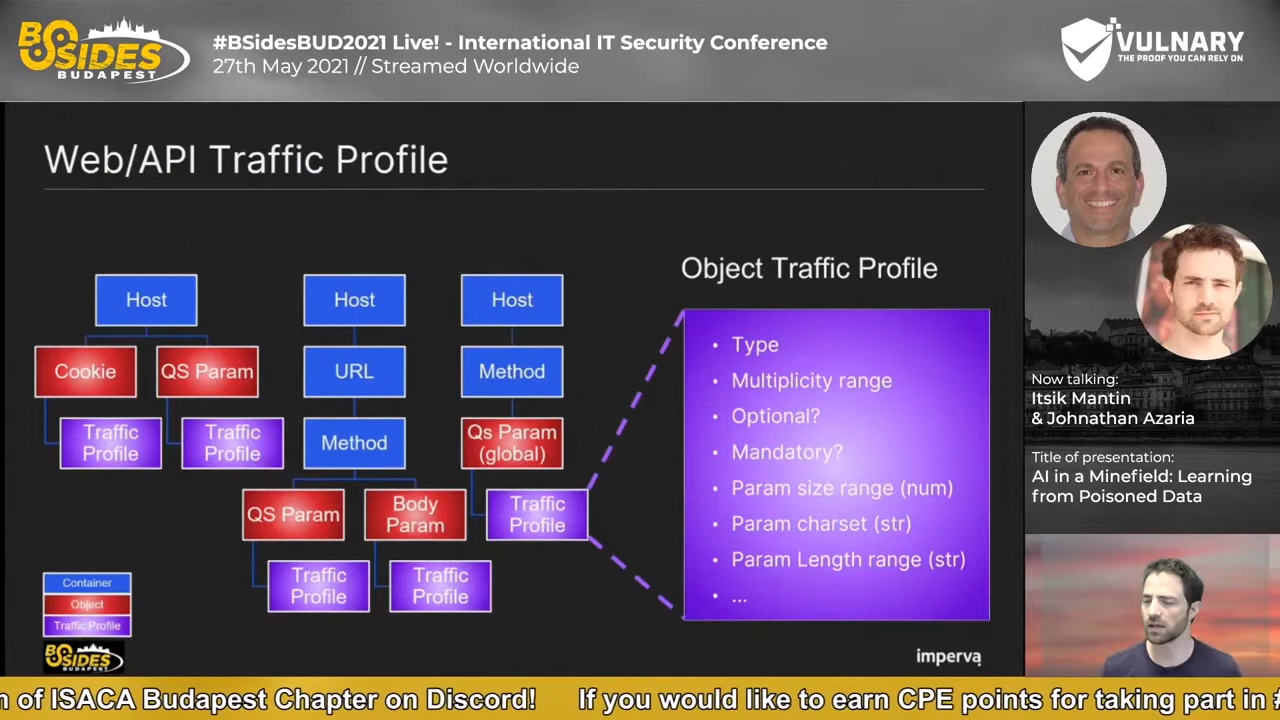 BSIDES
BUDAPEST
#BSidesBUD2021 Live! - International IT Security Conference
27th May 2021 // Streamed Worldwide
VULNARY
THE PROOF YOU CAN RELY ON
Web/API Traffic Profile
Host
Cookie
QS Param
Traffic
Profile
Traffic
Profile
Host
URL
Method
QS Param
Body
Param
Traffic
Profile
Traffic
Profile
Host
Method
Qs Param
(global)
Traffic
Profile
Object Traffic Profile
• Type
• Multiplicity range
• Optional?
• Mandatory?
• Param size range (num)
• Param charset (str)
• Param Length range (str)
• ...
Container
Object
Traffic Profile
BSIDES
BUDAPEST
imperva
Now talking:
Itsik Mantin
& Johnathan Azaria
Title of presentation:
AI in a Minefield: Learning
from Poisoned Data
of ISACA Budapest Chapter on Discord! If you would like to earn CPE points for taking part in